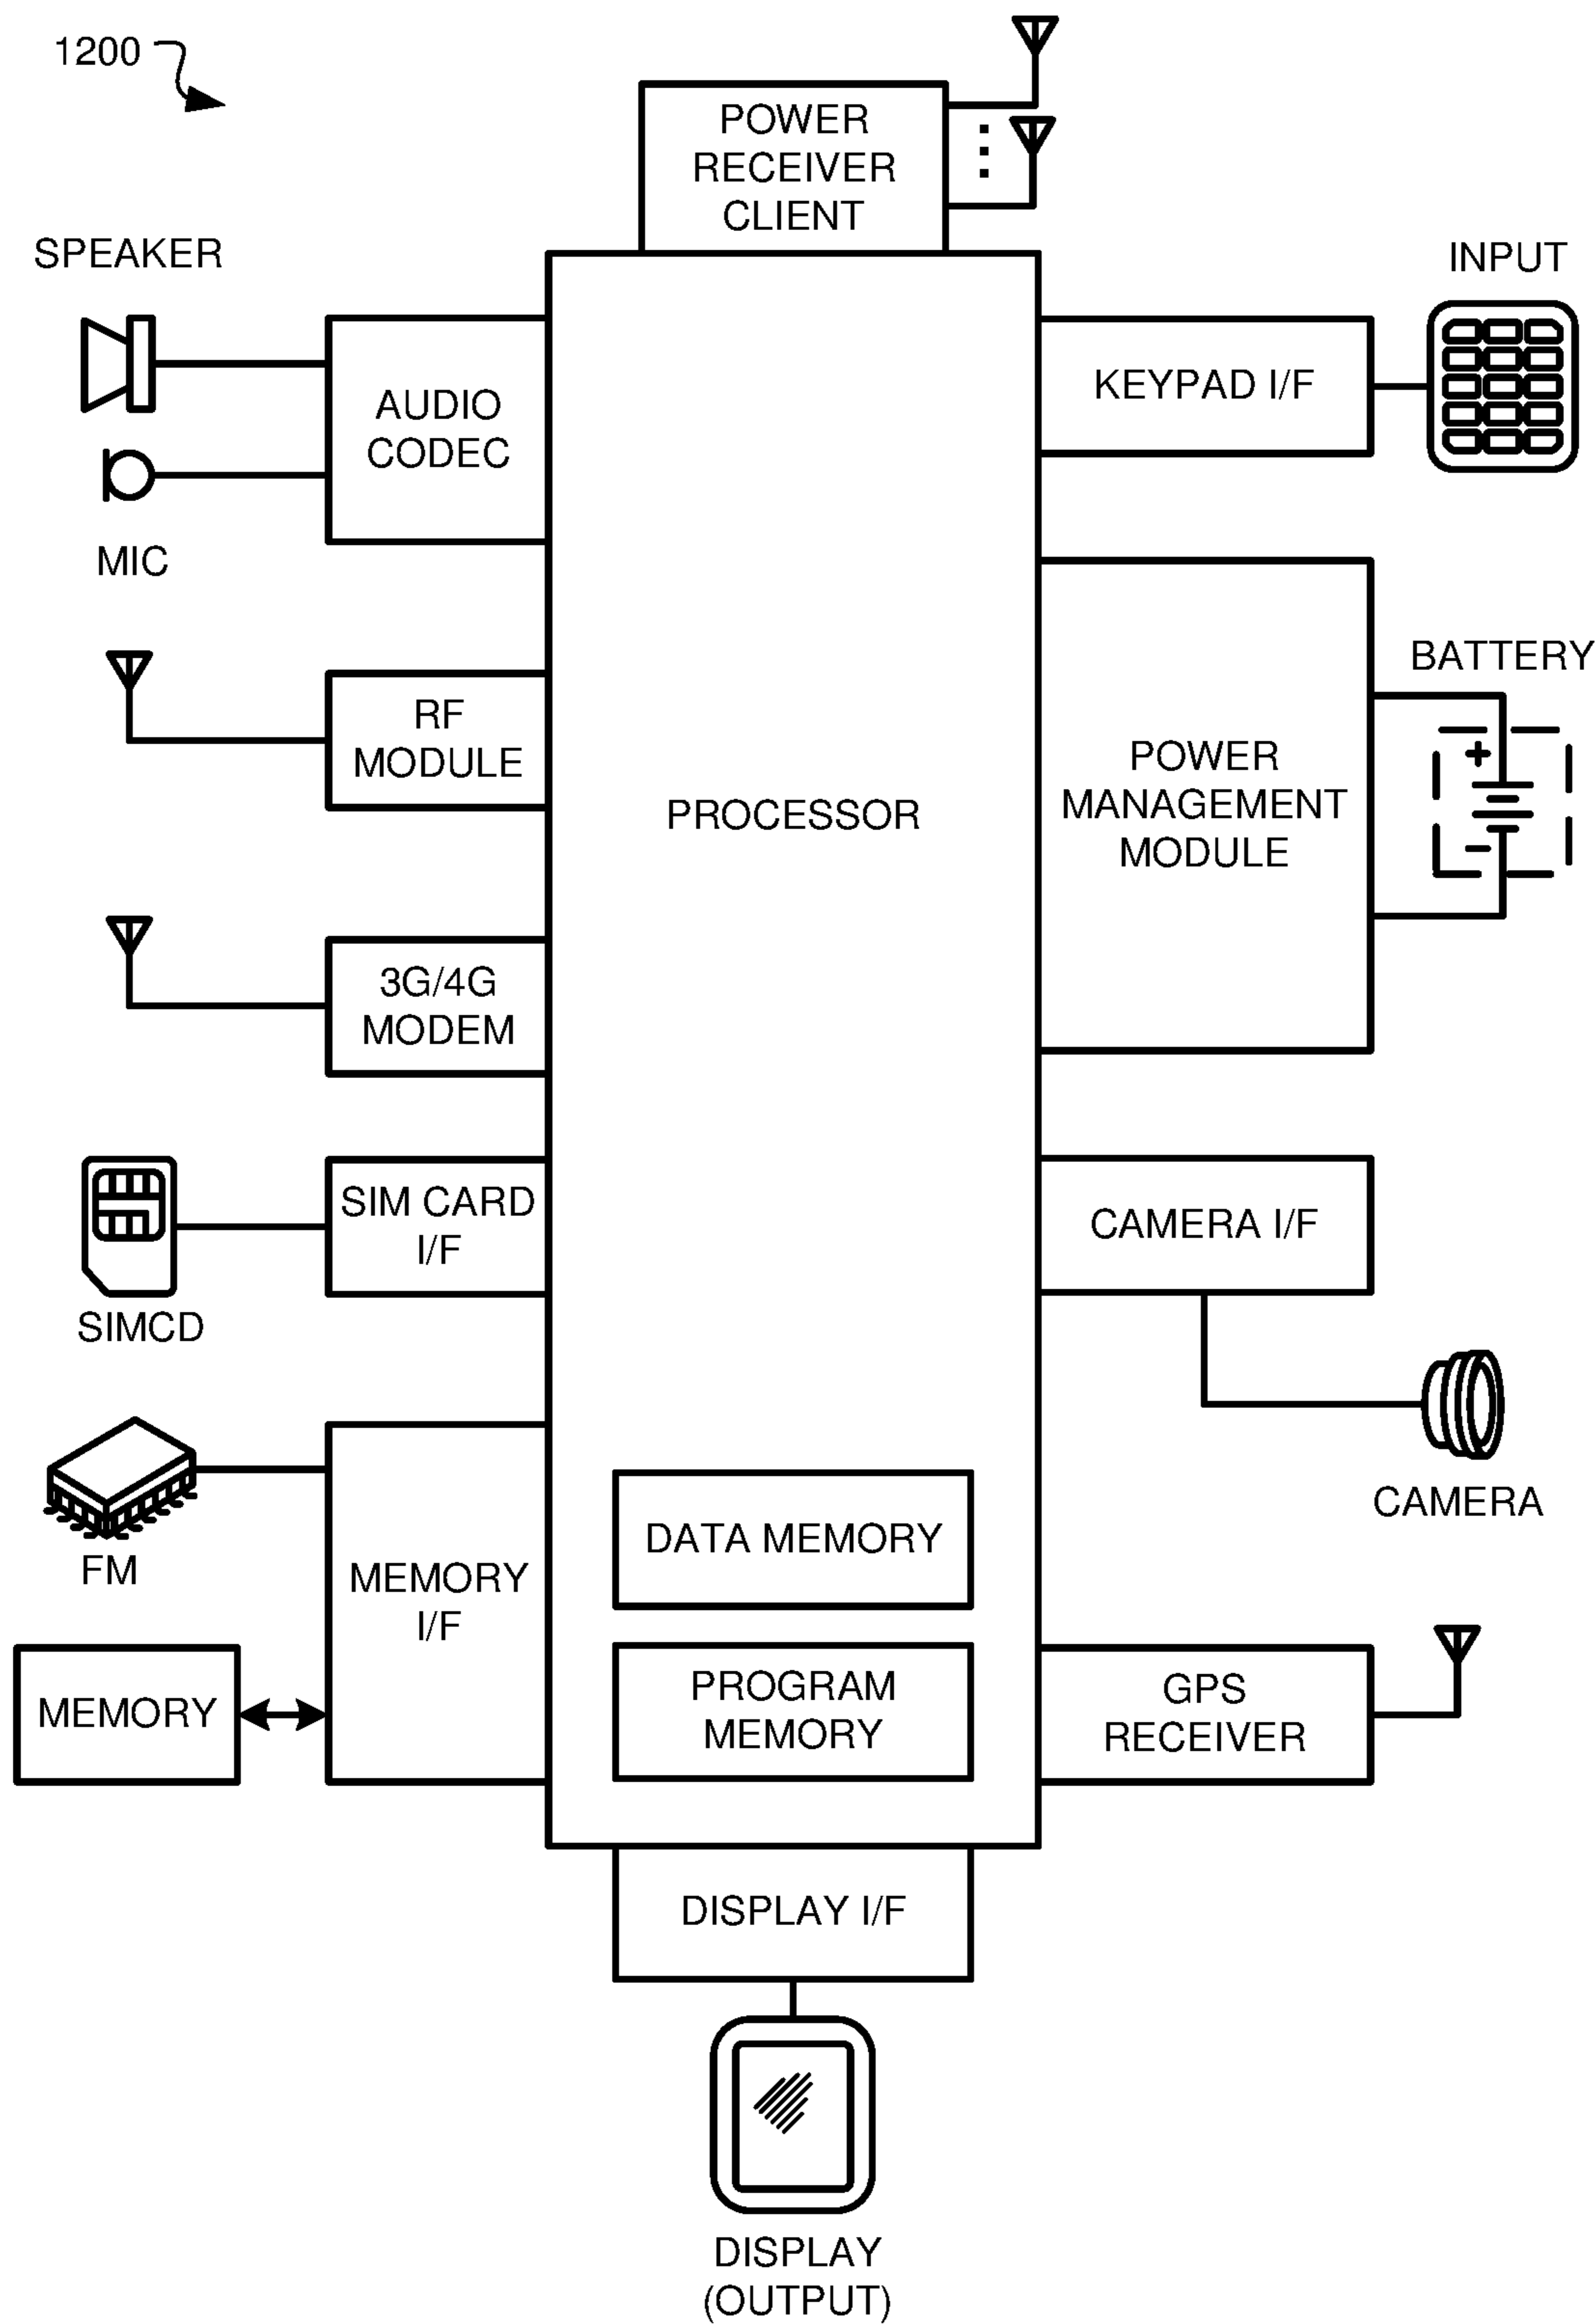 1200
POWER
RECEIVER
CLIENT
SPEAKER
INPUT
AUDIO
CODEC
KEYPAD I/F
MIC
RF
MODULE
PROCESSOR
POWER
MANAGEMENT
MODULE
BATTERY
+
-
3G/4G
MODEM
SIM CARD
I/F
SIMCD
CAMERA I/F
CAMERA
FM
MEMORY
I/F
MEMORY
DATA MEMORY
PROGRAM
MEMORY
GPS
RECEIVER
DISPLAY I/F
DISPLAY
(OUTPUT)